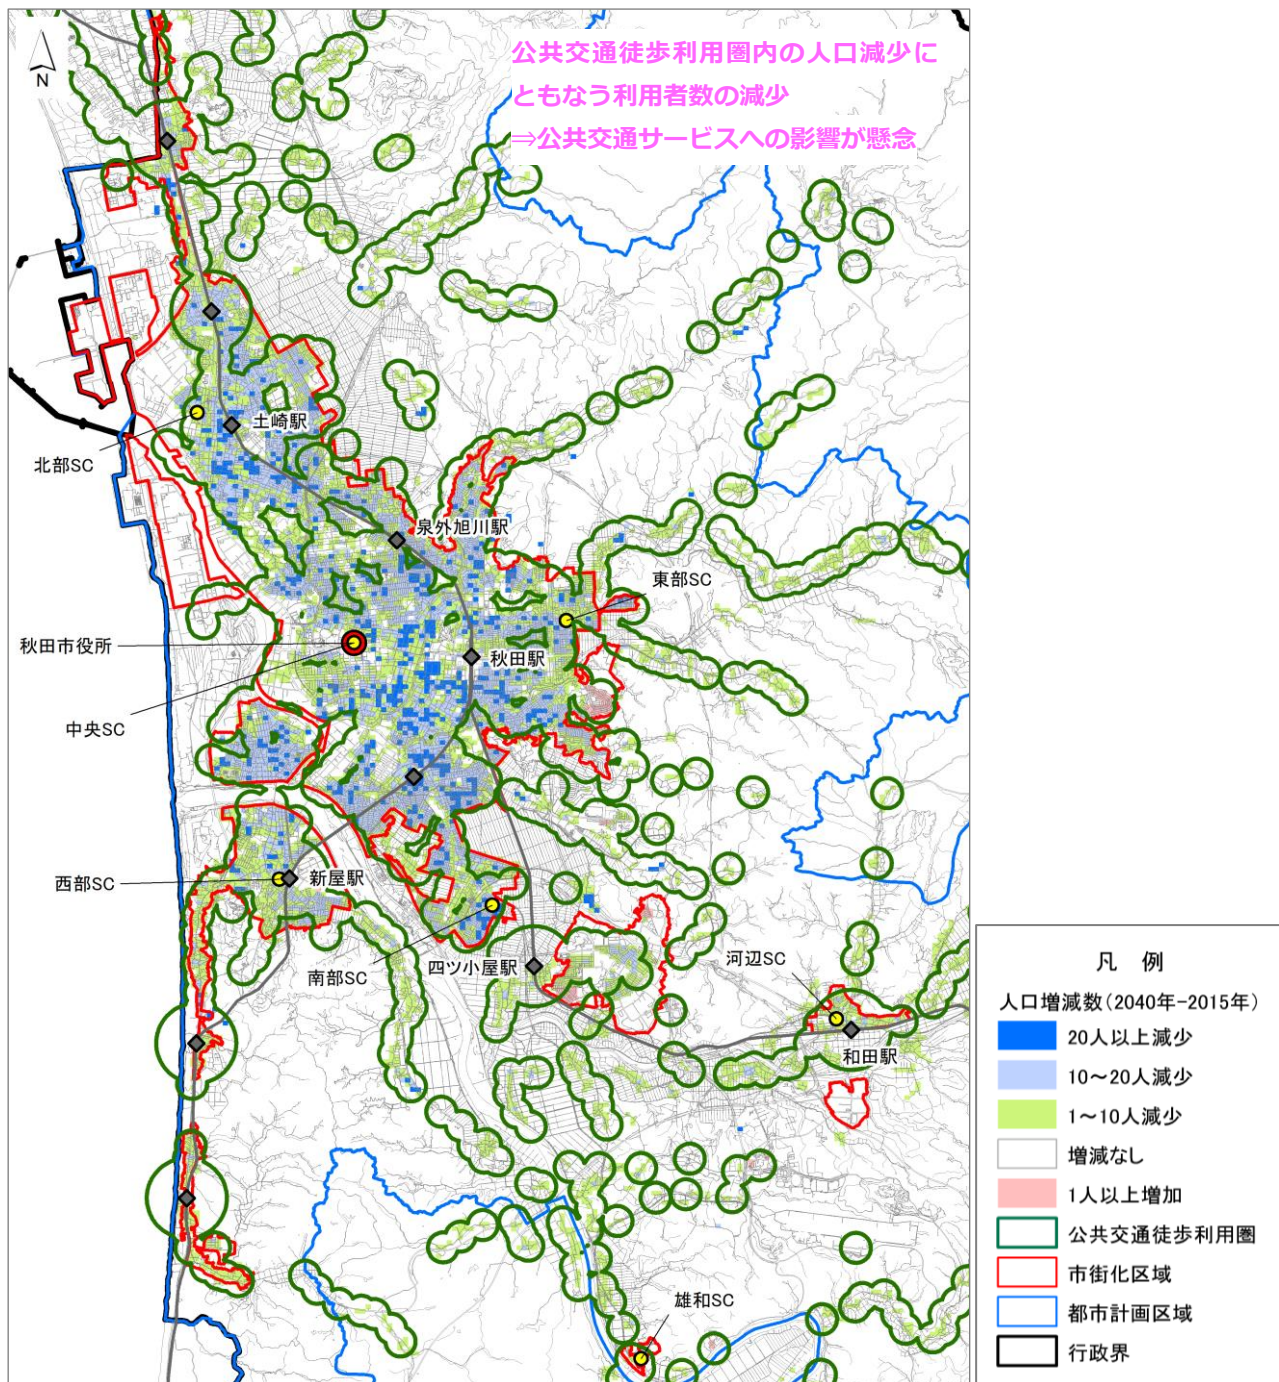 公共交通徒歩利用圏内の人口減少に
ともなう利用者数の減少
⇒公共交通サービスへの影響が懸念
N
土崎駅
北部SC
泉外旭川駅
東部SC
秋田市役所
秋田駅
中央SC
西部SC
新屋駅
南部SC
四ツ小屋駅
河辺SC
和田駅
雄和SC
凡 例
人口増減数(2040年-2015年)
20人以上減少
10～20人減少
1～10人減少
増減なし
1人以上増加
公共交通徒歩利用圏
市街化区域
都市計画区域
行政界